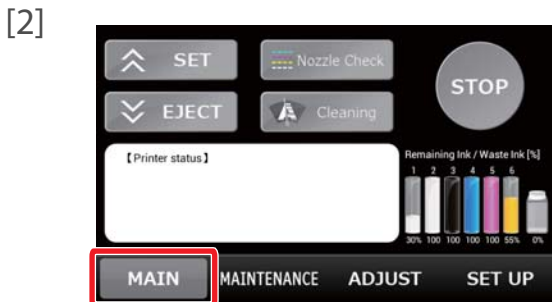 [2]
SET
Nozzle Check
STOP
EJECT
Cleaning
【Printer status】
Remaining Ink / Waste Ink [%]
1 2 3 4 5 6
30% 100 100 100 100 55% 0%
MAIN MAINTENANCE ADJUST SET UP